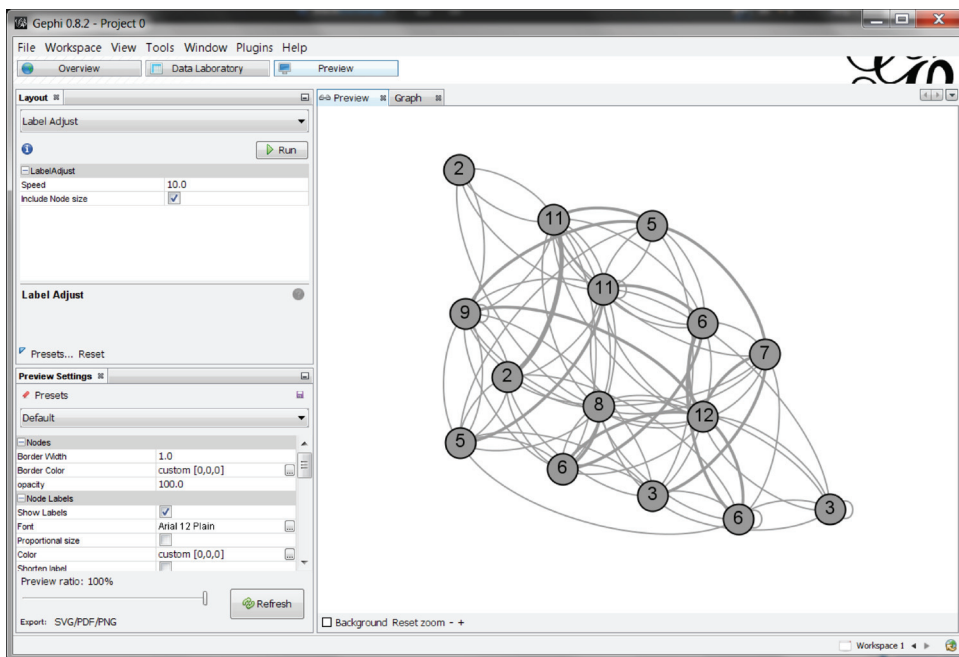 Gephi 0.8.2 - Project 0
File Workspace View Tools Window Plugins Help
Overview Data Laboratory Preview
Layout
Label Adjust
Run
LabelAdjust
Speed 10.0
Include Node size
Label Adjust
Presets... Reset
Preview Settings
Presets
Default
Nodes
Border Width 1.0
Border Color custom [0,0,0] ...
opacity 100.0
Node Labels
Show Labels
Font Arial 12 Plain ...
Proportional size
Color custom [0,0,0] ...
Shorten label
Preview ratio: 100%
Refresh
Export: SVG/PDF/PNG
Preview Graph
2
11
5
11
9
6
7
2
8
12
5
6
3
6
3
Background Reset zoom - +
Workspace 1